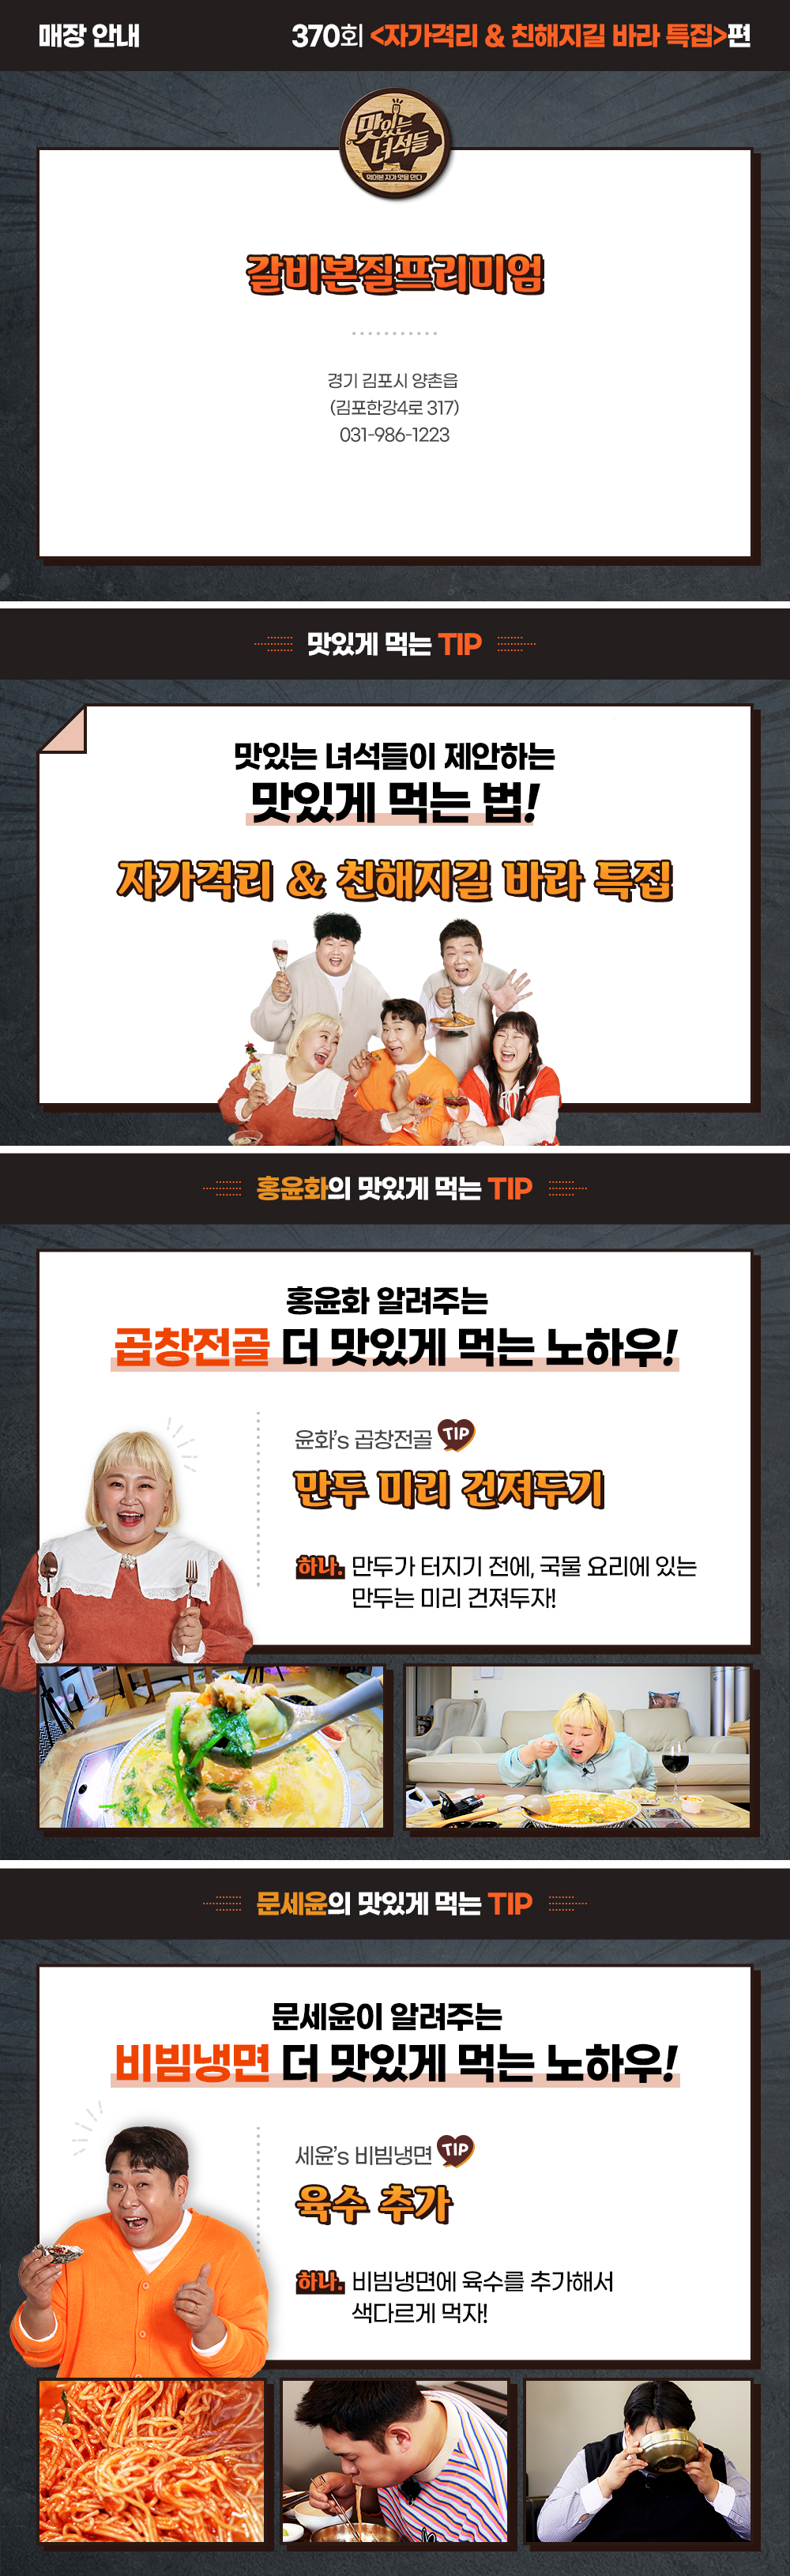 매장 안내
370회 <자가격리 & 친해지길 바라 특집>편
맛있는
녀석들
먹어본 자가 맛을 안다
갈비본질프리미엄
경기 김포시 양촌읍
(김포한강4로 317)
031-986-1223
맛있게 먹는 TIP
맛있는 녀석들이 제안하는
맛있게 먹는 법!
자가격리 & 친해지길 바라 특집
홍윤화의 맛있게 먹는 TIP
홍윤화 알려주는
곱창전골 더 맛있게 먹는 노하우!
윤화's 곱창전골 TIP
만두 미리 건져두기
하나. 만두가 터지기 전에, 국물 요리에 있는
만두는 미리 건져두자!
문세윤의 맛있게 먹는 TIP
문세윤이 알려주는
비빔냉면 더 맛있게 먹는 노하우!
세윤's 비빔냉면 TIP
육수 추가
하나. 비빔냉면에 육수를 추가해서
색다르게 먹자!